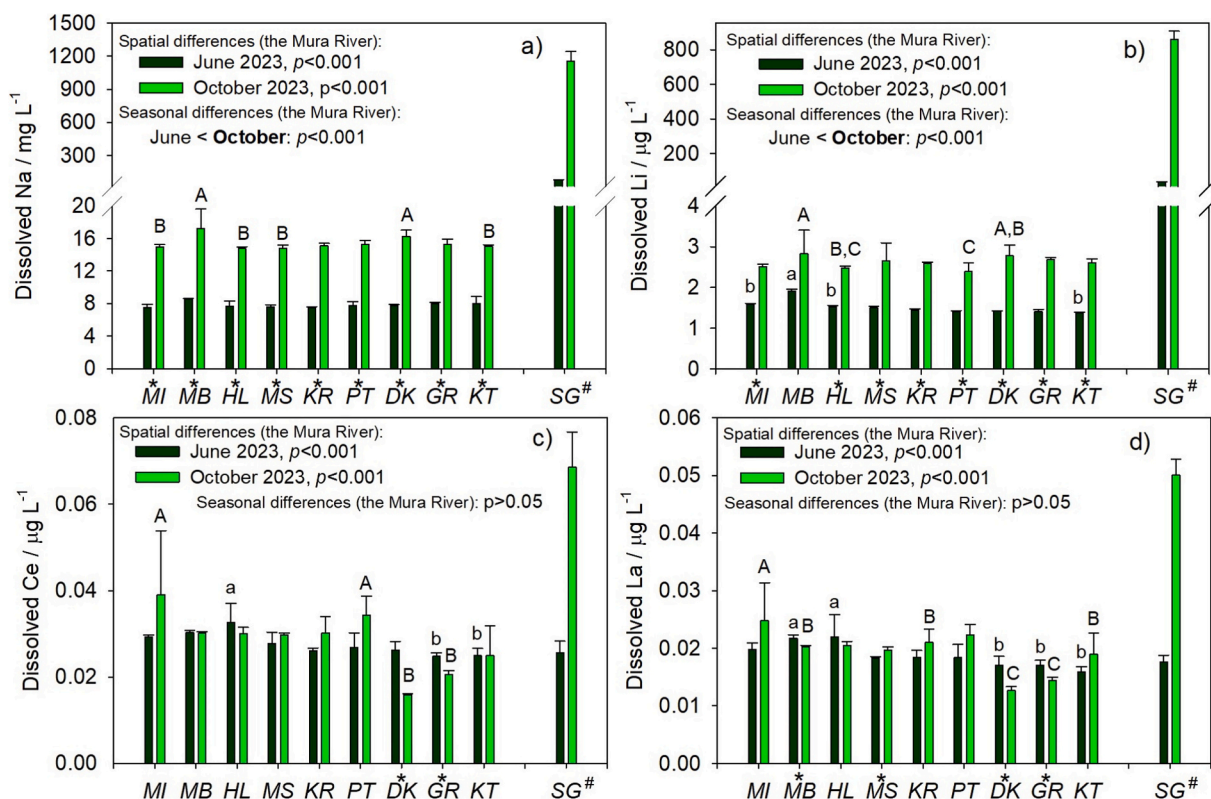 a)
Spatial differences (the Mura River):
June 2023, p<0.001
October 2023, p<0.001
Seasonal differences (the Mura River):
June < October: p<0.001
Dissolved Na / mg L⁻¹
1500
1200
900
600
300
20
16
12
8
4
0
B A B B A B
* * * * * * * * *
MI MB HL MS KR PT DK GR KT SG#
b)
Spatial differences (the Mura River):
June 2023, p<0.001
October 2023, p<0.001
Seasonal differences (the Mura River):
June < October: p<0.001
Dissolved Li / µg L⁻¹
800
600
400
200
4
3
2
1
0
b a A b B,C C A,B b
* * * * * * * *
MI MB HL MS KR PT DK GR KT SG#
c)
Spatial differences (the Mura River):
June 2023, p<0.001
October 2023, p<0.001
Seasonal differences (the Mura River): p>0.05
Dissolved Ce / µg L⁻¹
0.08
0.06
0.04
0.02
0.00
A a A B b B b
* *
MI MB HL MS KR PT DK GR KT SG#
d)
Spatial differences (the Mura River):
June 2023, p<0.001
October 2023, p<0.001
Seasonal differences (the Mura River): p>0.05
Dissolved La / µg L⁻¹
0.06
0.05
0.04
0.03
0.02
0.01
0.00
A a B a B b C b C b B
* * * *
MI MB HL MS KR PT DK GR KT SG#